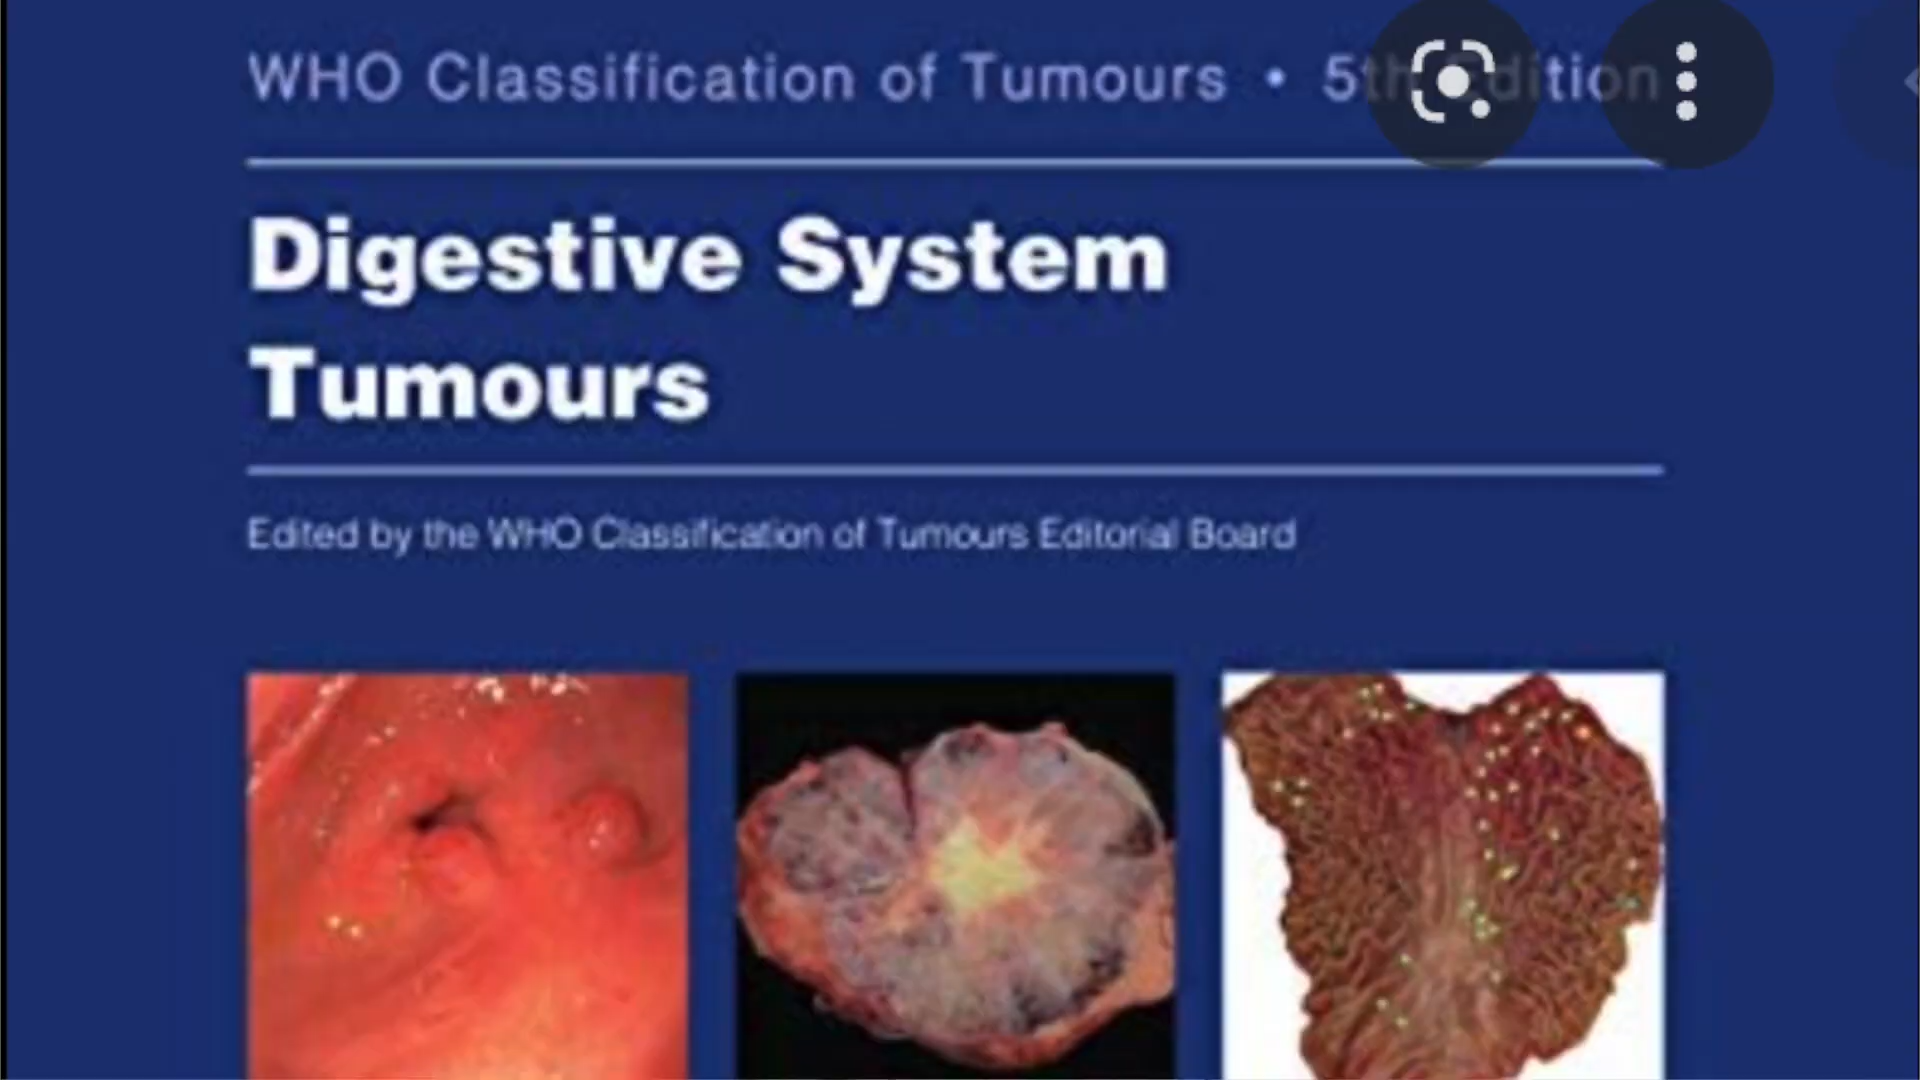 WHO Classification of Tumours • 5th Edition
Digestive System
Tumours
Edited by the WHO Classification of Tumours Editorial Board